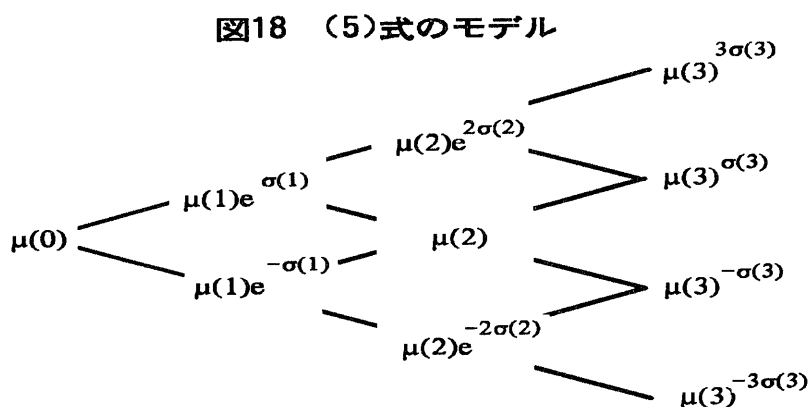 図18 (5)式のモデル
μ(3)^3σ(3)
μ(2)e^2σ(2)
μ(1)e^σ(1)
μ(3)^σ(3)
μ(0)
μ(2)
μ(1)e^-σ(1)
μ(3)^-σ(3)
μ(2)e^-2σ(2)
μ(3)^-3σ(3)